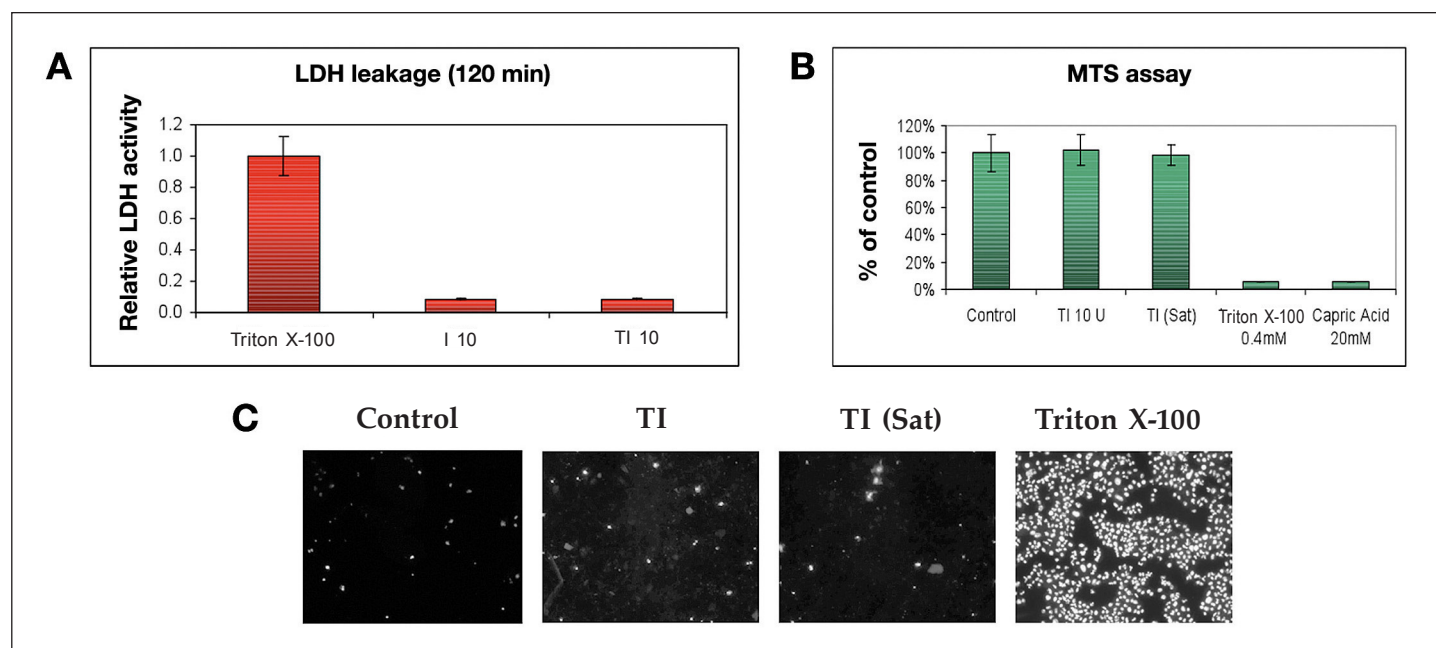 A
LDH leakage (120 min)
Relative LDH activity
1.2
1.0
0.8
0.6
0.4
0.2
0.0
Triton X-100 I 10 TI 10
B
MTS assay
% of control
120%
100%
80%
60%
40%
20%
0%
Control TI 10 U TI (Sat) Triton X-100 Capric Acid
0.4mM 20mM
C
Control TI TI (Sat) Triton X-100